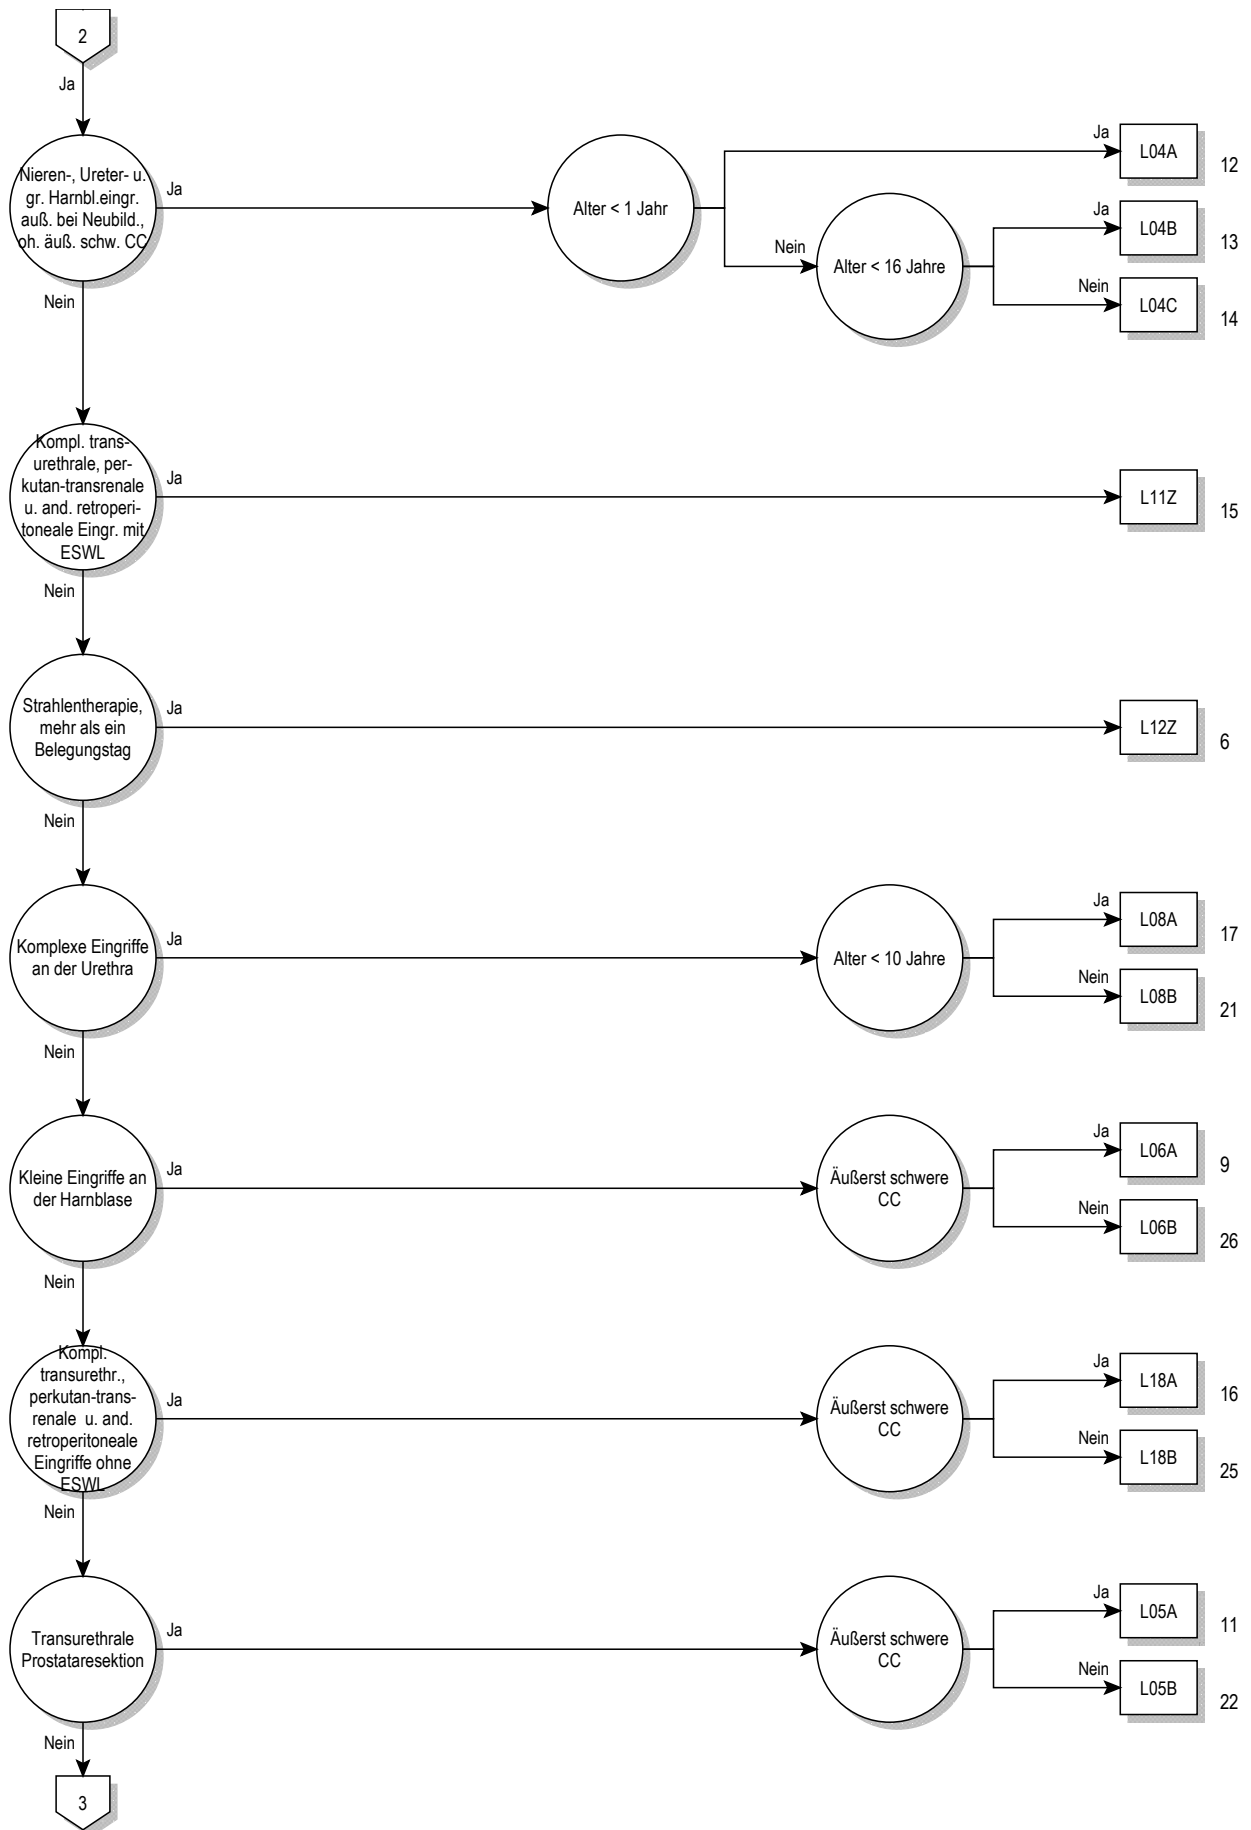 2
Ja
Nieren-, Ureter- u.
gr. Harnbl.eingr.
auß. bei Neubild.,
oh. äuß. schw. CC
Ja
Alter < 1 Jahr
Ja
L04A
12
Nein
Alter < 16 Jahre
Ja
L04B
13
Nein
L04C
14
Nein
Kompl. trans-
urethrale, per-
kutan-transrenale
u. and. retroperi-
toneale Eingr. mit
ESWL
Ja
L11Z
15
Nein
Strahlentherapie,
mehr als ein
Belegungstag
Ja
L12Z
6
Nein
Komplexe Eingriffe
an der Urethra
Ja
Alter < 10 Jahre
Ja
L08A
17
Nein
L08B
21
Nein
Kleine Eingriffe an
der Harnblase
Ja
Äußerst schwere
CC
Ja
L06A
9
Nein
L06B
26
Nein
Kompl.
transurethr.,
perkutan-trans-
renale u. and.
retroperitoneale
Eingriffe ohne
ESWL
Ja
Äußerst schwere
CC
Ja
L18A
16
Nein
L18B
25
Nein
Transurethrale
Prostataresektion
Ja
Äußerst schwere
CC
Ja
L05A
11
Nein
L05B
22
Nein
3